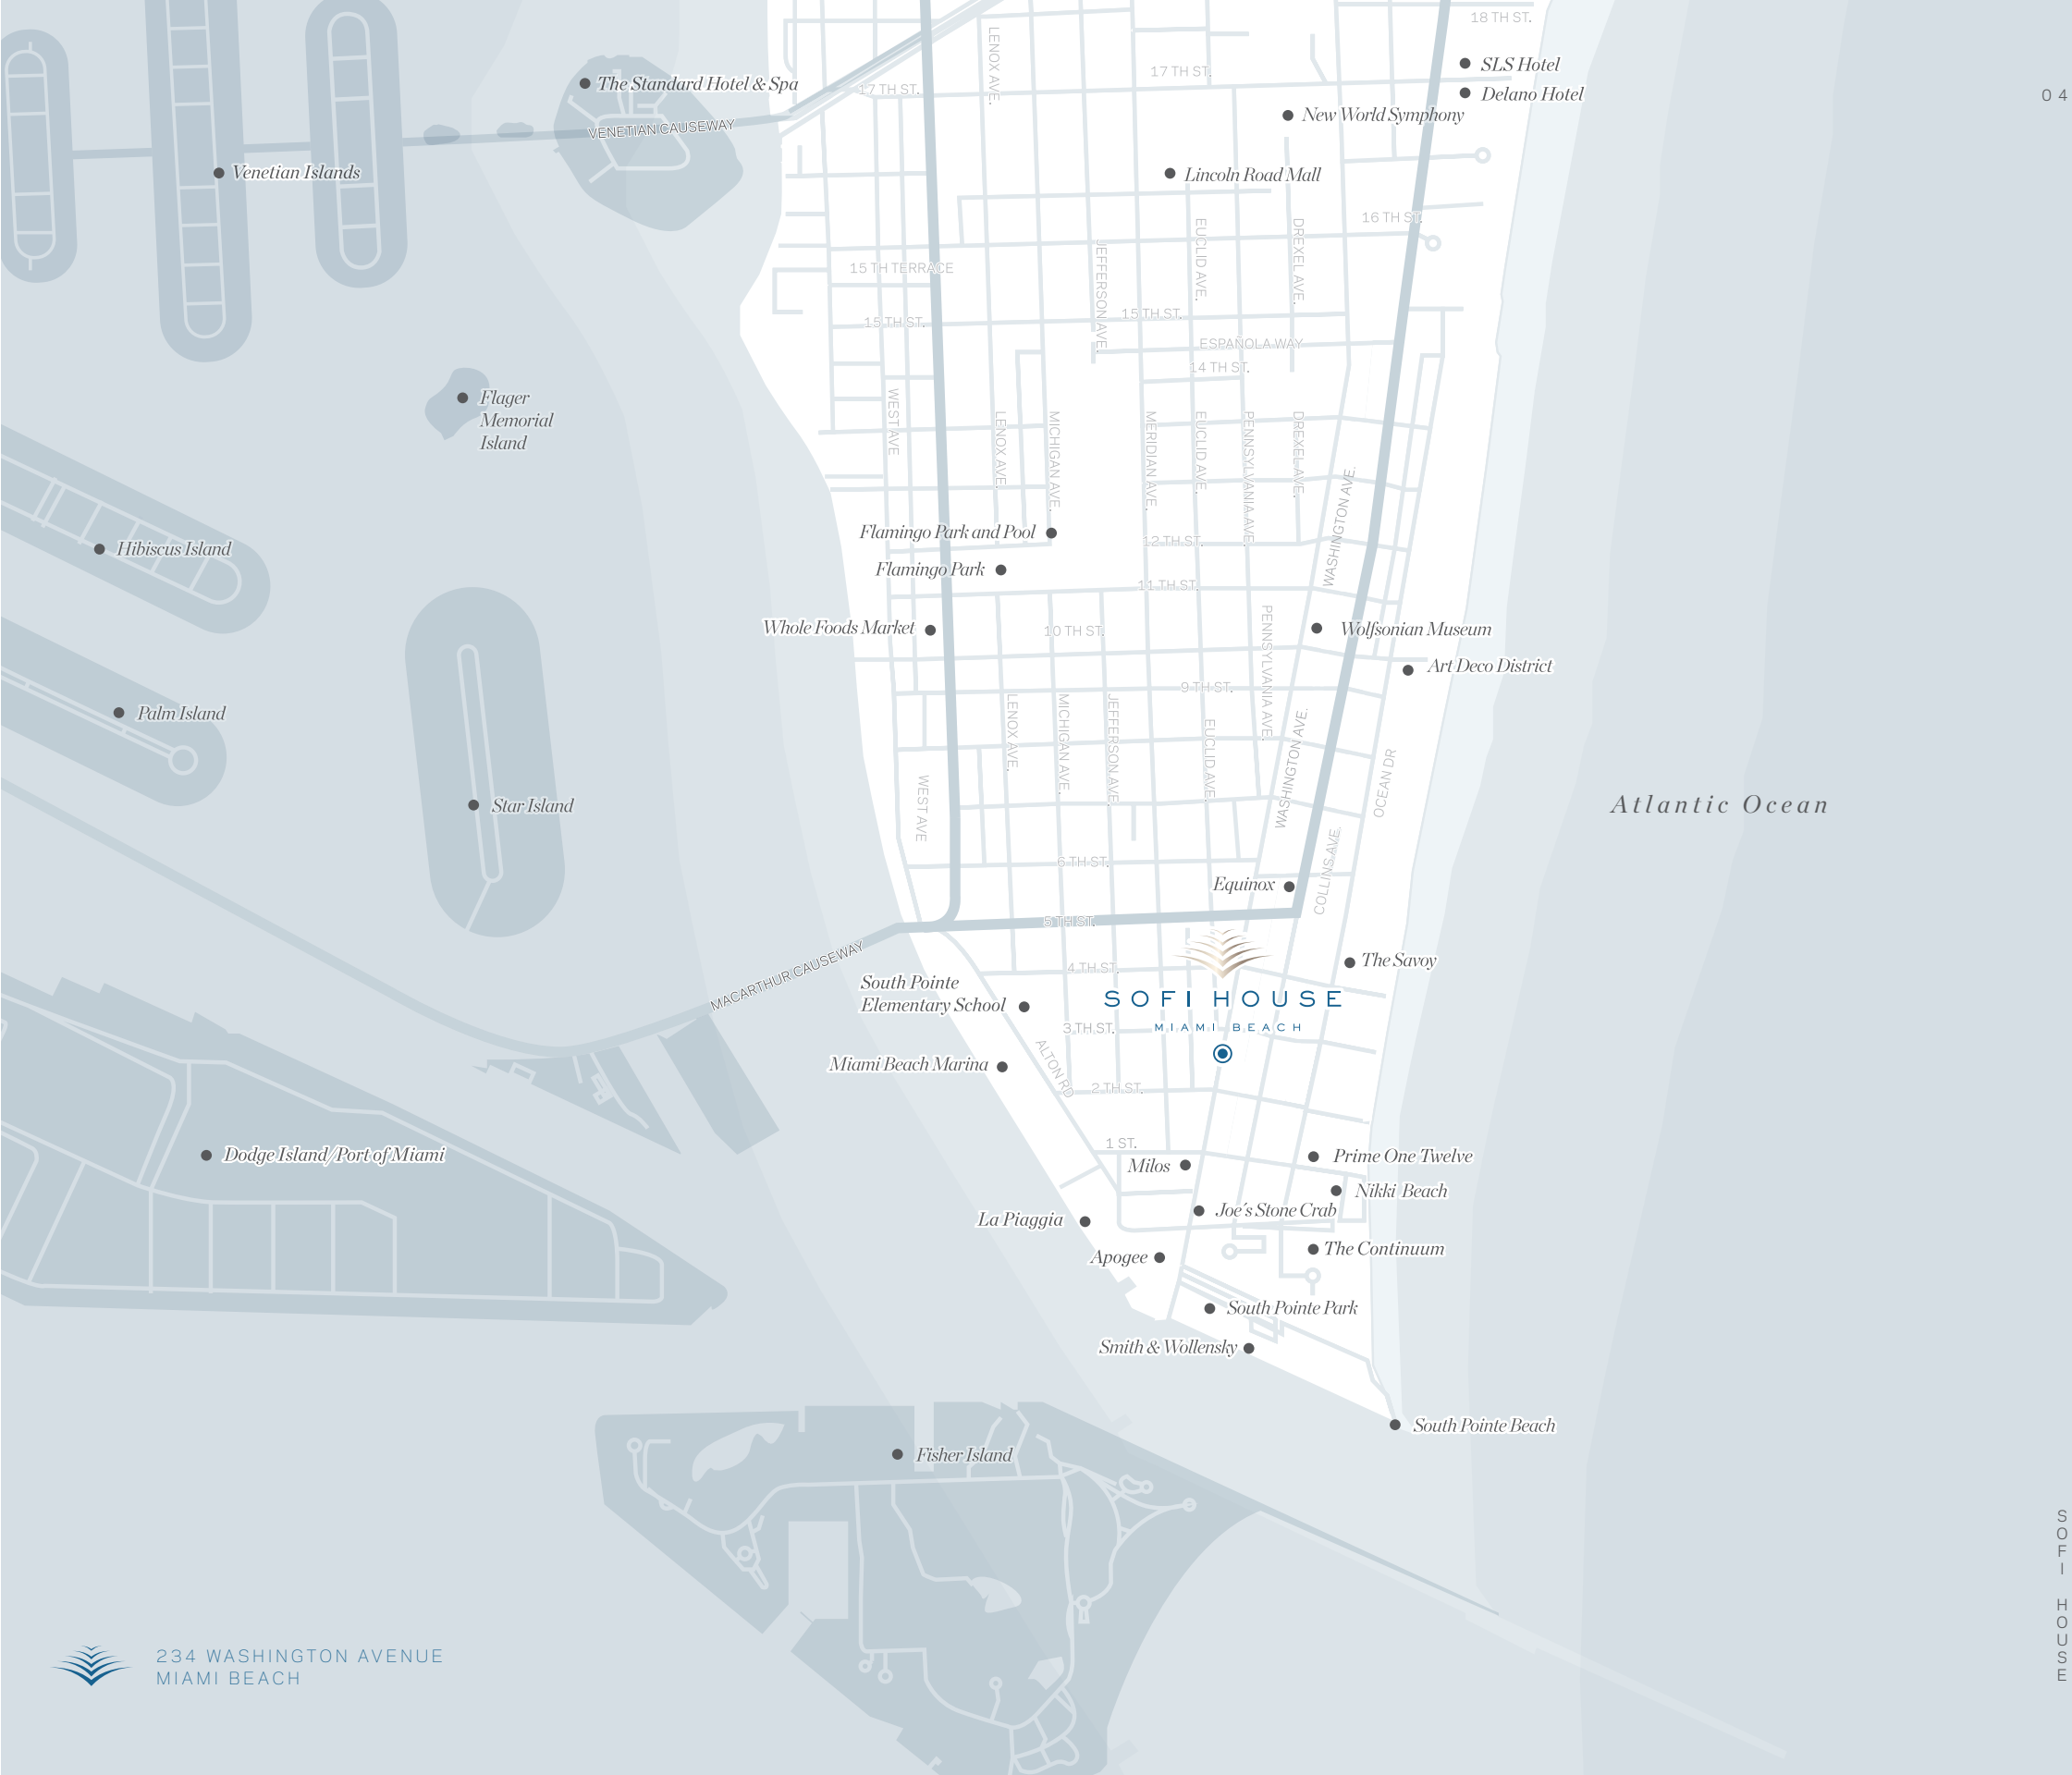 18 TH ST.
SLS Hotel
LENOX AVE.
17 TH ST.
The Standard Hotel & Spa
17 TH ST.
Delano Hotel
04
New World Symphony
VENETIAN CAUSEWAY
Venetian Islands
Lincoln Road Mall
16 TH ST.
EUCLID AVE.
DREXEL AVE.
JEFFERSON AVE.
15 TH TERRACE
15 TH ST.
15 TH ST.
ESPAÑOLA WAY
14 TH ST.
Flager
Memorial
Island
WEST AVE
LENOX AVE.
MICHIGAN AVE.
MERIDIAN AVE.
EUCLID AVE.
PENNSYLVANIA AVE.
DREXEL AVE.
WASHINGTON AVE.
Flamingo Park and Pool
12 TH ST.
Hibiscus Island
Flamingo Park
11 TH ST.
Whole Foods Market
10 TH ST.
PENNSYLVANIA AVE.
Wolfsonian Museum
Art Deco District
9 TH ST.
Palm Island
LENOX AVE.
MICHIGAN AVE.
JEFFERSON AVE.
EUCLID AVE.
WASHINGTON AVE.
OCEAN DR
WEST AVE
Star Island
Atlantic Ocean
COLLINS AVE.
6 TH ST.
Equinox
5 TH ST.
MACARTHUR CAUSEWAY
4 TH ST.
The Savoy
South Pointe
Elementary School
SOFI HOUSE
MIAMI BEACH
3 TH ST.
ALTON RD
Miami Beach Marina
2 TH ST.
1 ST.
Dodge Island/Port of Miami
Milos
Prime One Twelve
Nikki Beach
Joe's Stone Crab
La Piaggia
Apogee
The Continuum
South Pointe Park
Smith & Wollensky
South Pointe Beach
Fisher Island
SOFI HOUSE
234 WASHINGTON AVENUE
MIAMI BEACH